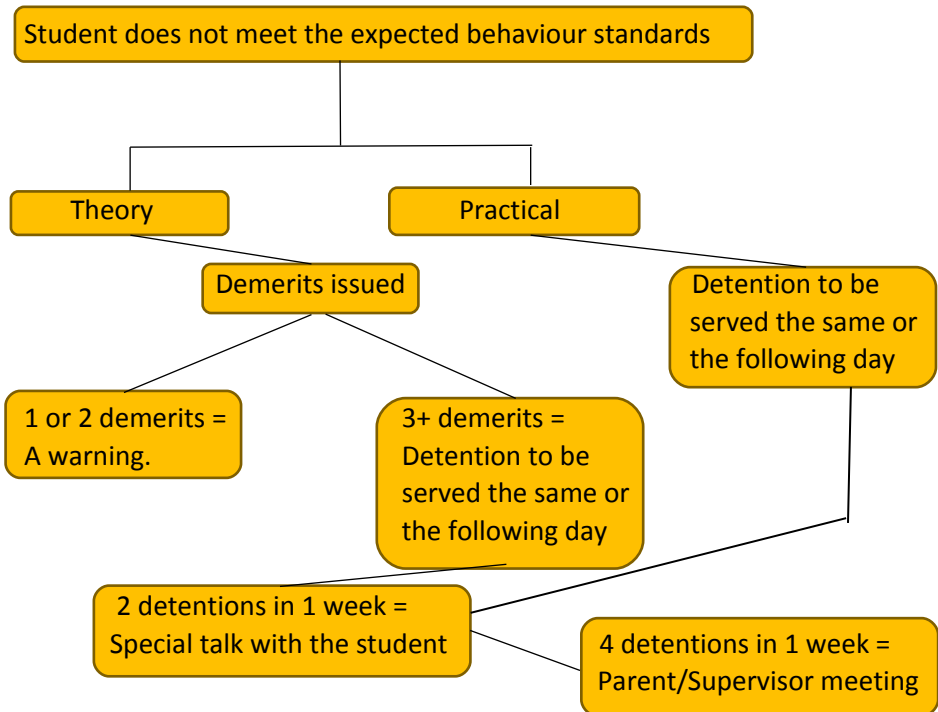 Student does not meet the expected behaviour standards
Theory
Practical
Demerits issued
Detention to be
served the same or
the following day
1 or 2 demerits =
A warning.
3+ demerits =
Detention to be
served the same or
the following day
2 detentions in 1 week =
Special talk with the student
4 detentions in 1 week =
Parent/Supervisor meeting